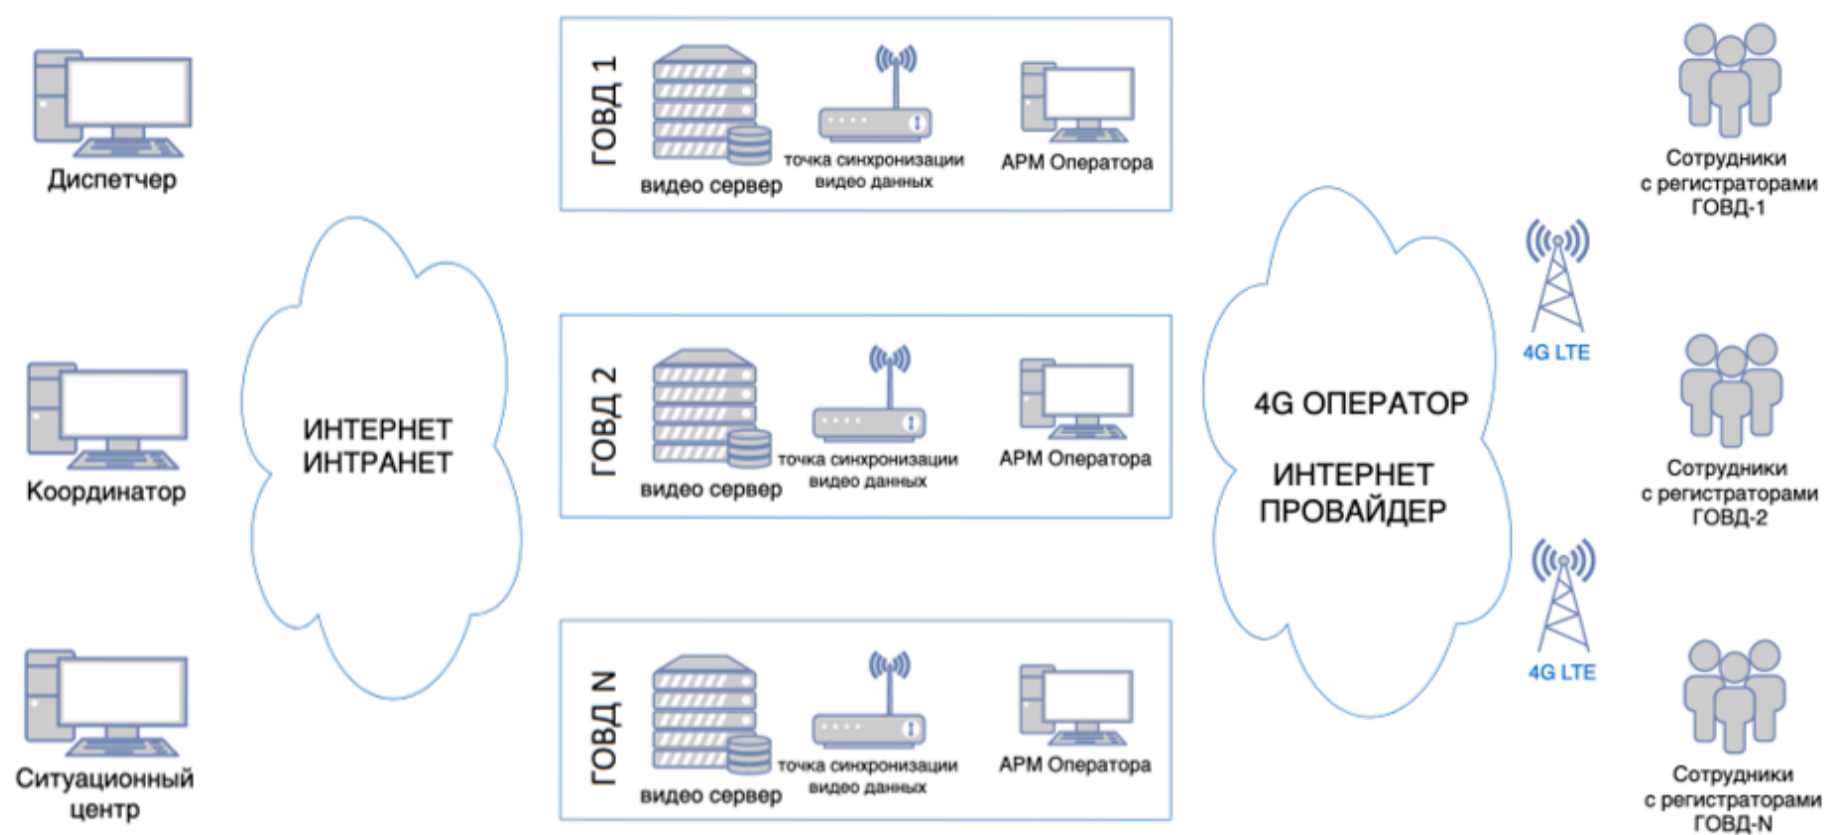 Диспетчер
Координатор
Ситуационный
центр
ИНТЕРНЕТ
ИНТРАНЕТ
ГОВД 1
видео сервер
точка синхронизации
видео данных
АРМ Оператора
ГОВД 2
видео сервер
точка синхронизации
видео данных
АРМ Оператора
ГОВД N
видео сервер
точка синхронизации
видео данных
АРМ Оператора
4G ОПЕРАТОР
ИНТЕРНЕТ
ПРОВАЙДЕР
4G LTE
4G LTE
Сотрудники
с регистраторами
ГОВД-1
Сотрудники
с регистраторами
ГОВД-2
Сотрудники
с регистраторами
ГОВД-N